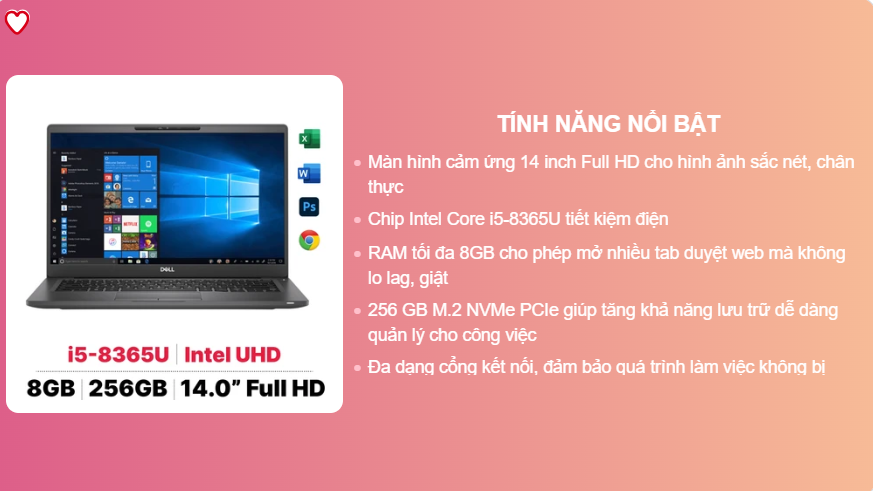 TÍNH NĂNG NỔI BẬT
Màn hình cảm ứng 14 inch Full HD cho hình ảnh sắc nét, chân
thực
Chip Intel Core i5-8365U tiết kiệm điện
RAM tối đa 8GB cho phép mở nhiều tab duyệt web mà không
lo lag, giật
256 GB M.2 NVMe PCIe giúp tăng khả năng lưu trữ dễ dàng
quản lý cho công việc
Đa dạng cổng kết nối, đảm bảo quá trình làm việc không bị
X
W
Ps
DELL
i5-8365U | Intel UHD
8GB | 256GB | 14.0” Full HD